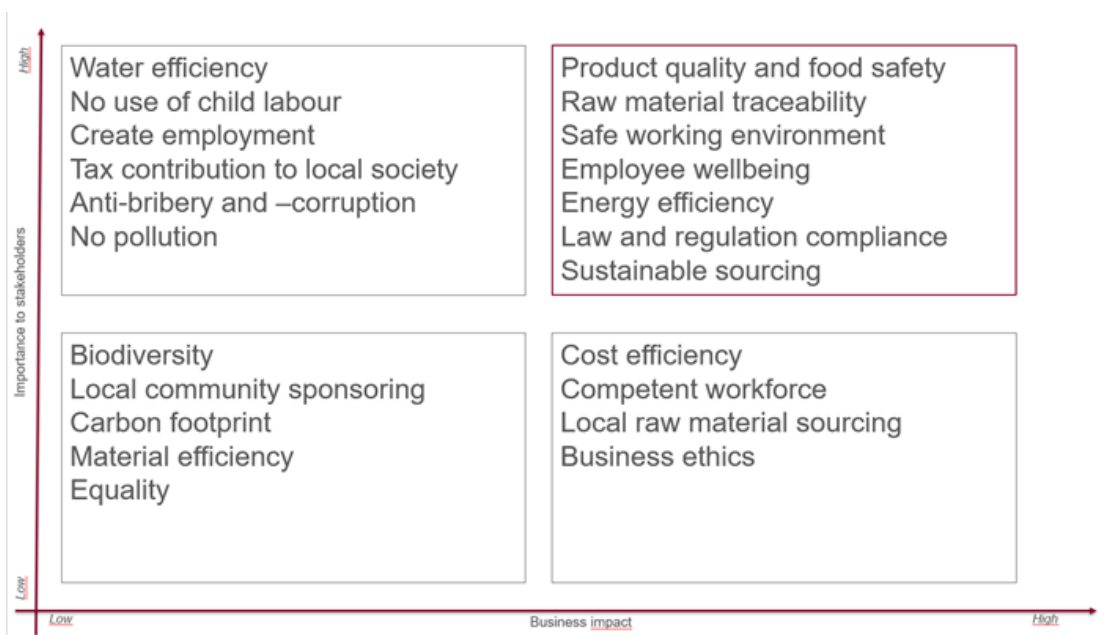 High
Water efficiency
No use of child labour
Create employment
Tax contribution to local society
Anti-bribery and –corruption
No pollution
Product quality and food safety
Raw material traceability
Safe working environment
Employee wellbeing
Energy efficiency
Law and regulation compliance
Sustainable sourcing
Importance to stakeholders
Biodiversity
Local community sponsoring
Carbon footprint
Material efficiency
Equality
Cost efficiency
Competent workforce
Local raw material sourcing
Business ethics
Low
Low
Business impact
High